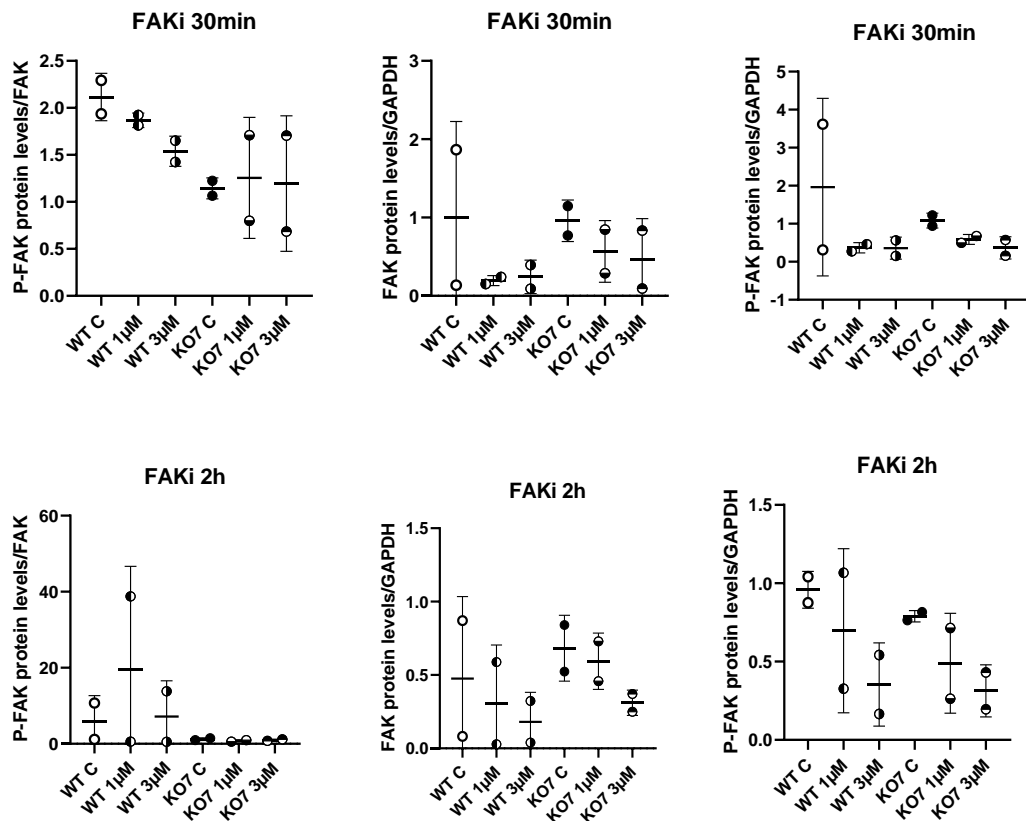 FAKi 30min
P-FAK protein levels/FAK
2.5
2.0
1.5
1.0
0.5
0.0
WT C
WT 1µM
WT 3µM
KO7 C
KO7 1µM
KO7 3µM
FAKi 30min
FAK protein levels/GAPDH
3
2
1
0
WT C
WT 1µM
WT 3µM
KO7 C
KO7 1µM
KO7 3µM
FAKi 30min
P-FAK protein levels/GAPDH
5
4
3
2
1
0
-1
WT C
WT 1µM
WT 3µM
KO7 C
KO7 1µM
KO7 3µM
FAKi 2h
P-FAK protein levels/FAK
60
40
20
0
WT C
WT 1µM
WT 3µM
KO7 C
KO7 1µM
KO7 3µM
FAKi 2h
FAK protein levels/GAPDH
1.5
1.0
0.5
0.0
WT C
WT 1µM
WT 3µM
KO7 C
KO7 1µM
KO7 3µM
FAKi 2h
P-FAK protein levels/GAPDH
1.5
1.0
0.5
0.0
WT C
WT 1µM
WT 3µM
KO7 C
KO7 1µM
KO7 3µM